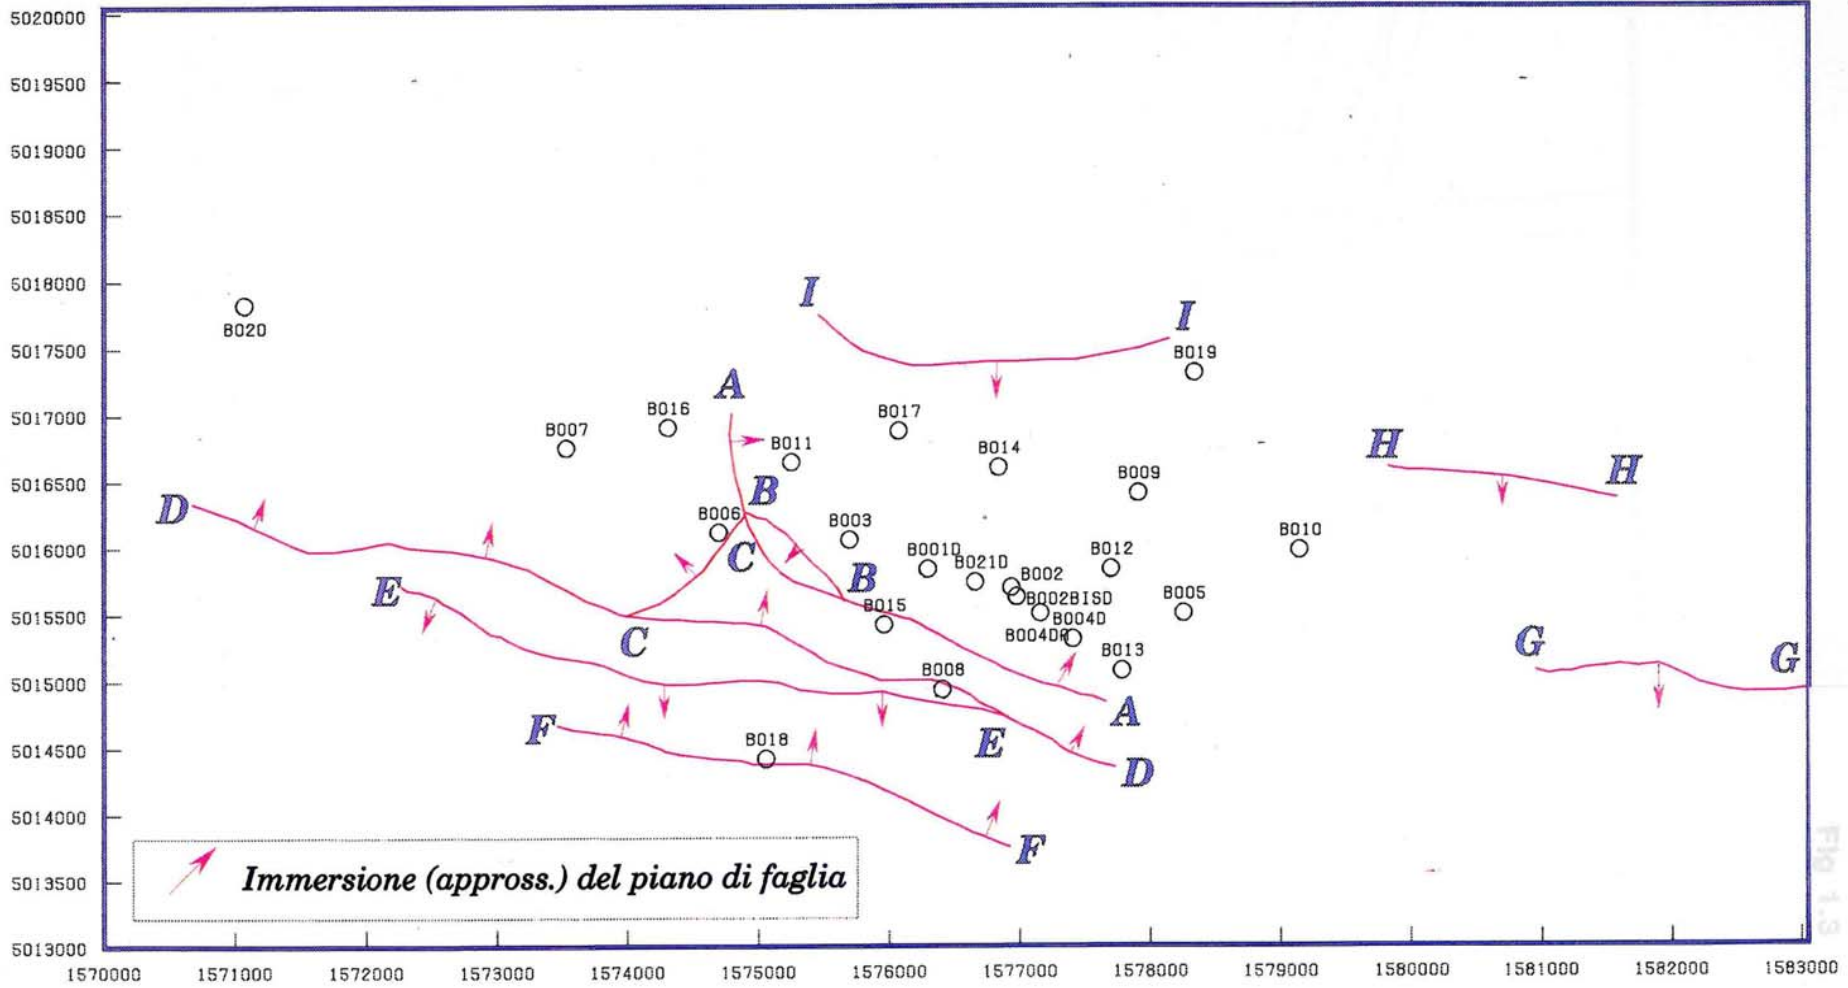 5020000
5019500
5019000
5018500
5018000
5017500
5017000
5016500
5016000
5015500
5015000
5014500
5014000
5013500
5013000
I
I
B020
B019
A
B016
B017
B007
B011
B014
H
H
B009
B
D
B006
B003
B010
C
B001D
B021D
B012
B
B002
E
B002BISD
B005
B015
B004D
B004DR
C
B013
G
G
B008
A
F
E
B018
D
F
Immersione (appross.) del piano di faglia
1570000 1571000 1572000 1573000 1574000 1575000 1576000 1577000 1578000 1579000 1580000 1581000 1582000 1583000
Fig 1.3